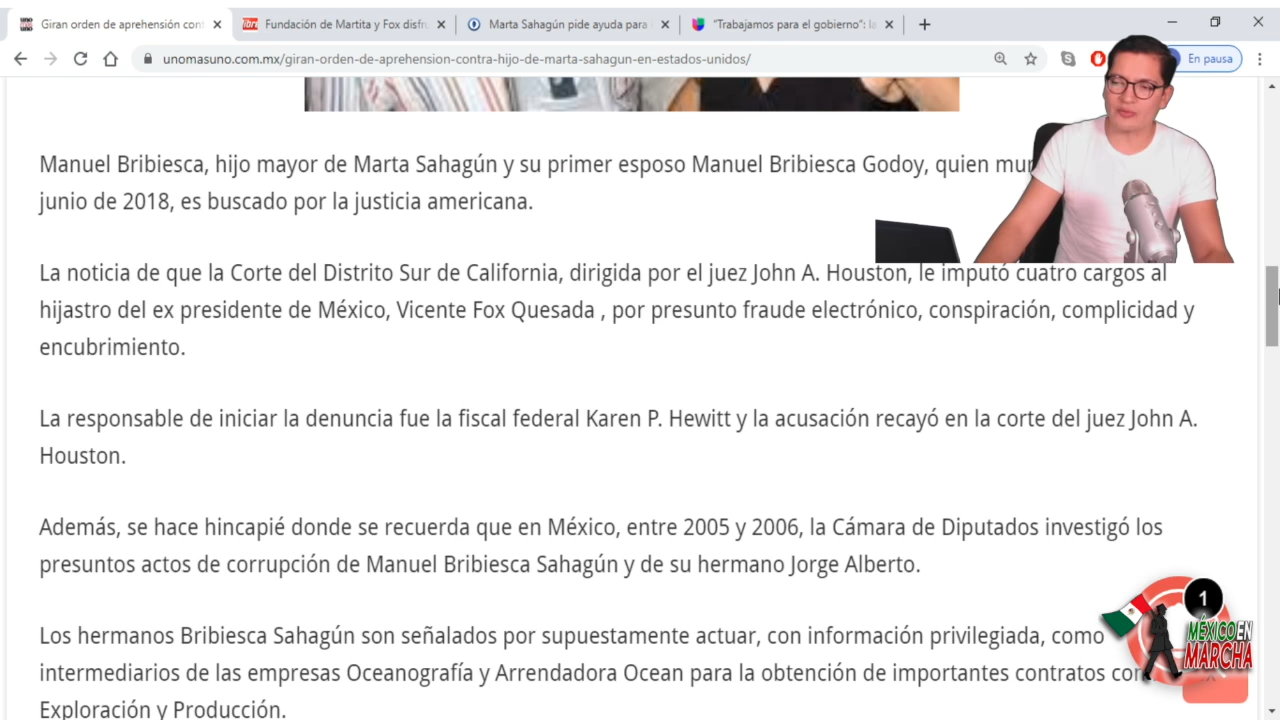 Giran orden de aprehensión cont
Fundación de Martita y Fox disfru
Marta Sahagún pide ayuda para
"Trabajamos para el gobierno": la
unomasuno.com.mx/giran-orden-de-aprehension-contra-hijo-de-marta-sahagun-en-estados-unidos/
En pausa
Manuel Bribiesca, hijo mayor de Marta Sahagún y su primer esposo Manuel Bribiesca Godoy, quien
junio de 2018, es buscado por la justicia americana.
La noticia de que la Corte del Distrito Sur de California, dirigida por el juez John A. Houston, le imputó cuatro cargos al
hijastro del ex presidente de México, Vicente Fox Quesada , por presunto fraude electrónico, conspiración, complicidad y
encubrimiento.
La responsable de iniciar la denuncia fue la fiscal federal Karen P. Hewitt y la acusación recayó en la corte del juez John A.
Houston.
Además, se hace hincapié donde se recuerda que en México, entre 2005 y 2006, la Cámara de Diputados investigó los
presuntos actos de corrupción de Manuel Bribiesca Sahagún y de su hermano Jorge Alberto.
Los hermanos Bribiesca Sahagún son señalados por supuestamente actuar, con información privilegiada, como
intermediarios de las empresas Oceanografía y Arrendadora Ocean para la obtención de importantes contratos
Exploración y Producción.
1
MÉXICO EN
MARCHA